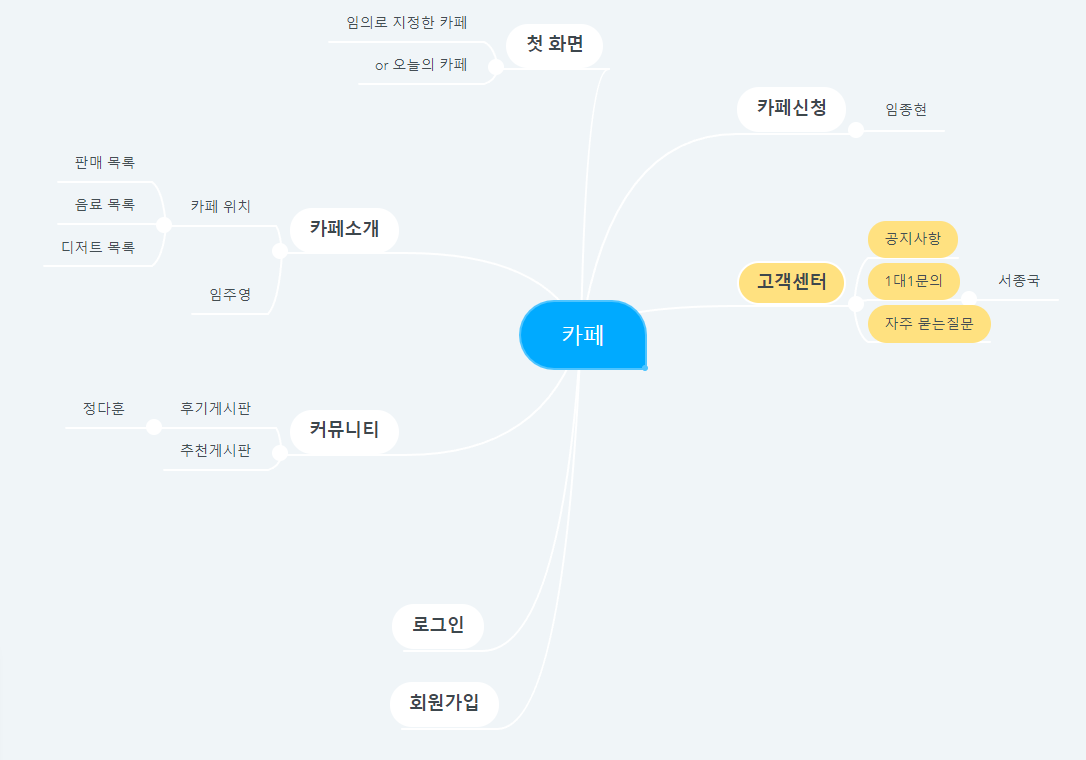 임의로 지정한 카페
첫 화면
or 오늘의 카페
카페신청
임종현
판매 목록
음료 목록
카페 위치
디저트 목록
카페소개
임주영
공지사항
고객센터
1대1문의
서종국
자주 묻는질문
카페
정다훈
후기게시판
커뮤니티
추천게시판
로그인
회원가입